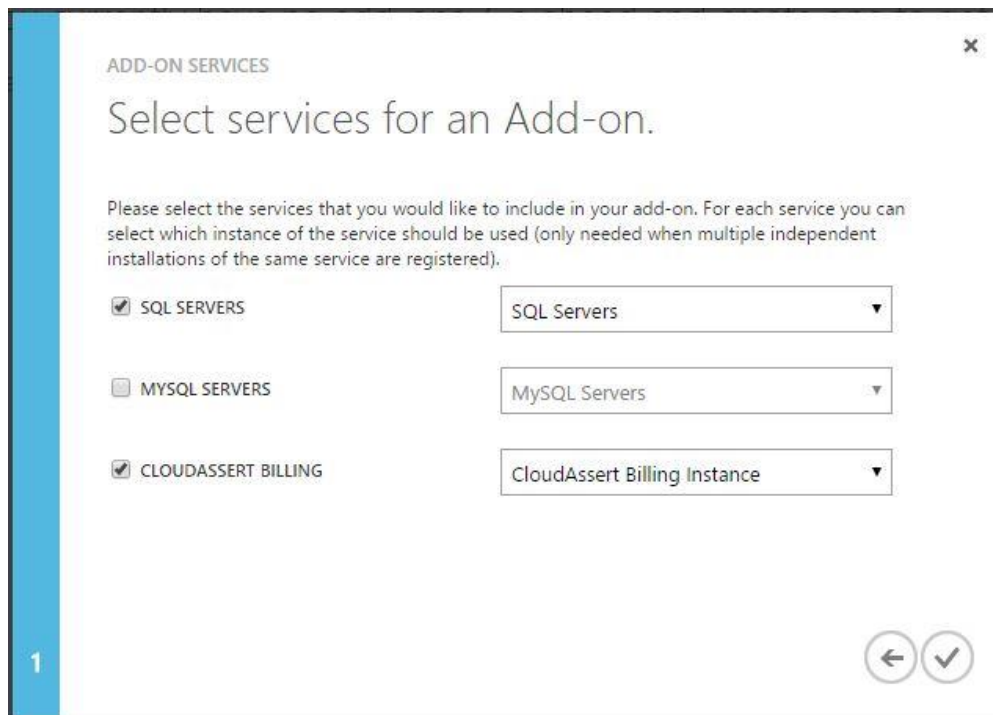 ADD-ON SERVICES
Select services for an Add-on.
Please select the services that you would like to include in your add-on. For each service you can
select which instance of the service should be used (only needed when multiple independent
installations of the same service are registered).
SQL SERVERS
SQL Servers
MYSQL SERVERS
MySQL Servers
CLOUDASSERT BILLING
CloudAssert Billing Instance
1